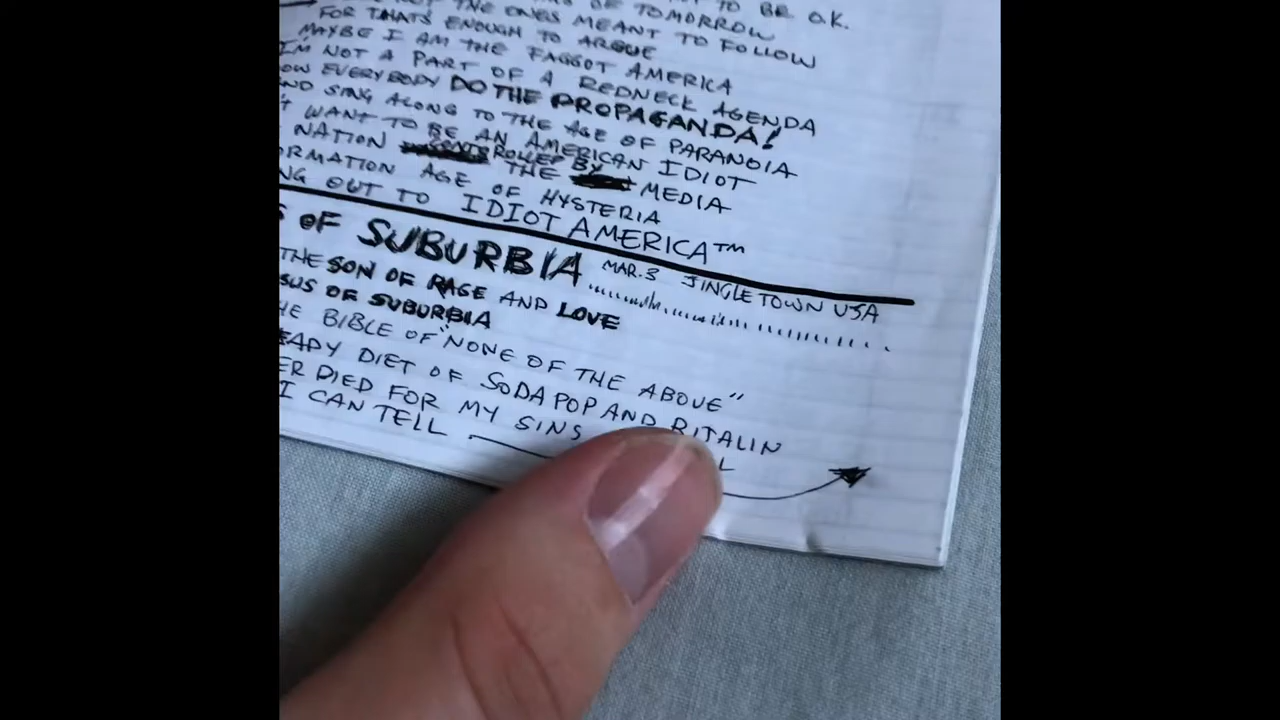 TO BE O.K.
THE ONES MEANT TO FOLLOW
FOR THATS ENOUGH TO ARGUE
MAYBE I AM THE FAGGOT AMERICA
I'M NOT A PART OF A REDNECK AGENDA
OW EVERYBODY DO THE PROPAGANDA!
ND SING ALONG TO THE AGE OF PARANOIA
T WANT TO BE AN AMERICAN IDIOT
NATION CONTROLLED BY THE MEDIA
ORMATION AGE OF HYSTERIA
NG OUT TO IDIOT AMERICA™
S OF SUBURBIA MAR.3 JINGLETOWN USA
THE SON OF RAGE AND LOVE
SUS OF SUBURBIA
HE BIBLE OF "NONE OF THE ABOVE"
EADY DIET OF SODA POP AND RITALIN
ER DIED FOR MY SINS L
I CAN TELL